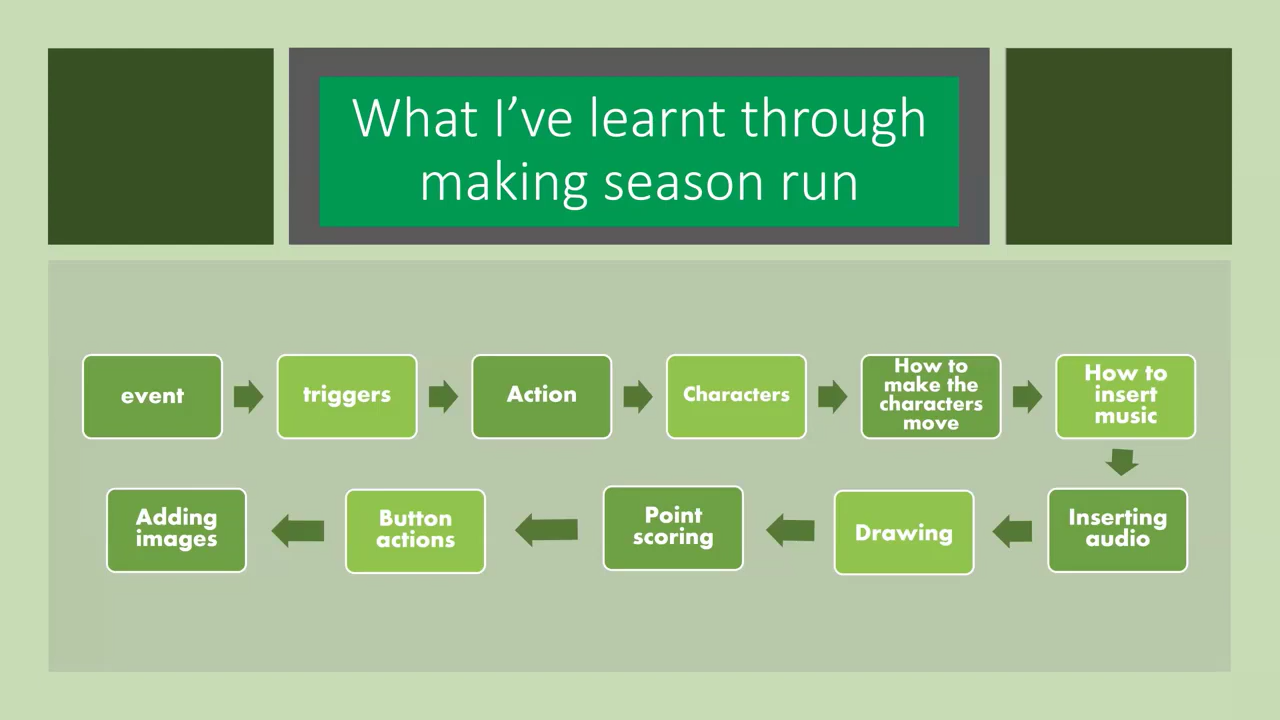 What I’ve learnt through
making season run
event
triggers
Action
Characters
How to
make the
characters
move
How to
insert
music
Inserting
audio
Drawing
Point
scoring
Button
actions
Adding
images